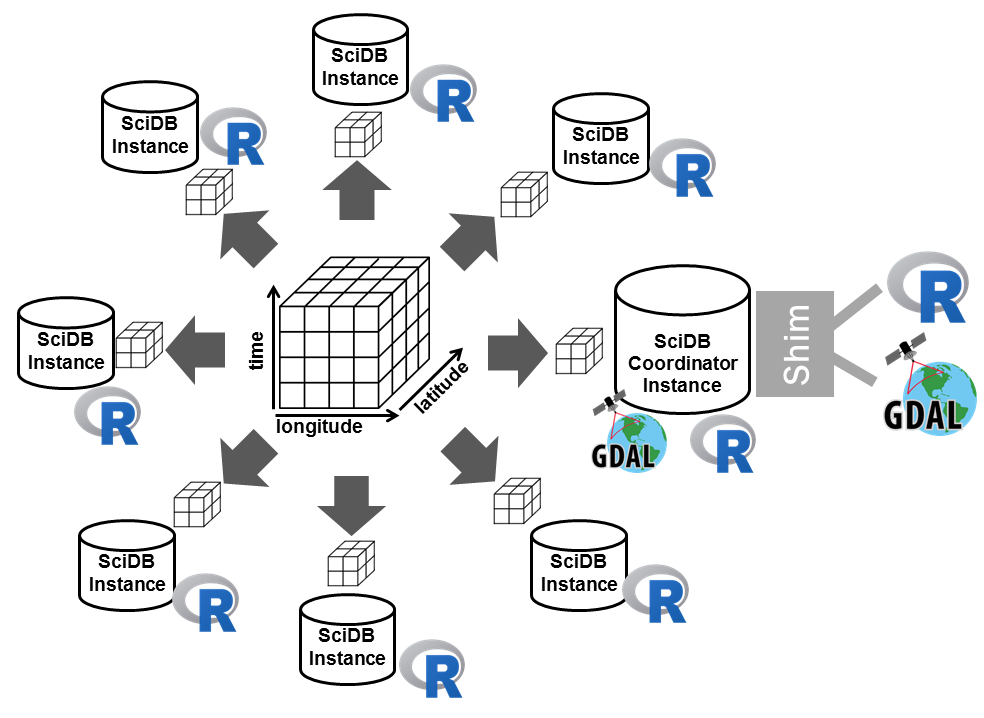 SciDB
Instance
R
SciDB
Instance
R
SciDB
Instance
R
SciDB
Instance
R
time
longitude
latitude
SciDB
Coordinator
Instance
GDAL
R
Shim
R
GDAL
SciDB
Instance
R
SciDB
Instance
R
SciDB
Instance
R
SciDB
Instance
R